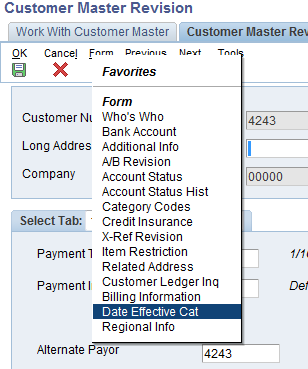 Customer Master Revision
Work With Customer Master
Customer Master Rev
OK Cancel Form Previous Next Tools
Favorites
Form
Who's Who
Bank Account
Additional Info
A/B Revision
Account Status
Account Status Hist
Category Codes
Credit Insurance
X-Ref Revision
Item Restriction
Related Address
Customer Ledger Inq
Billing Information
Date Effective Cat
Regional Info
Customer Nu
4243
Long Address
Company
00000
Select Tab:
Payment T
1/10
Payment I
Def
Alternate Payor
4243